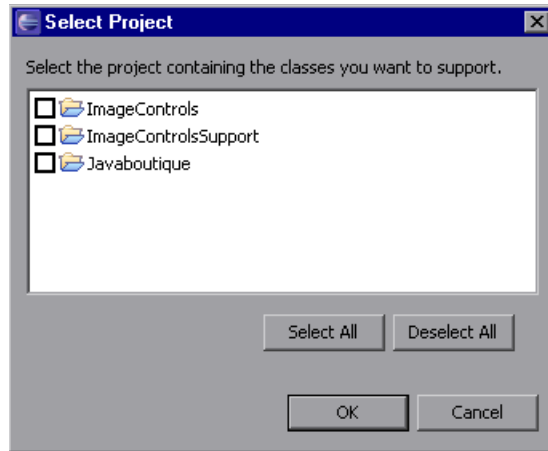 Select Project
Select the project containing the classes you want to support.
ImageControls
ImageControlsSupport
Javaboutique
Select All Deselect All
OK Cancel